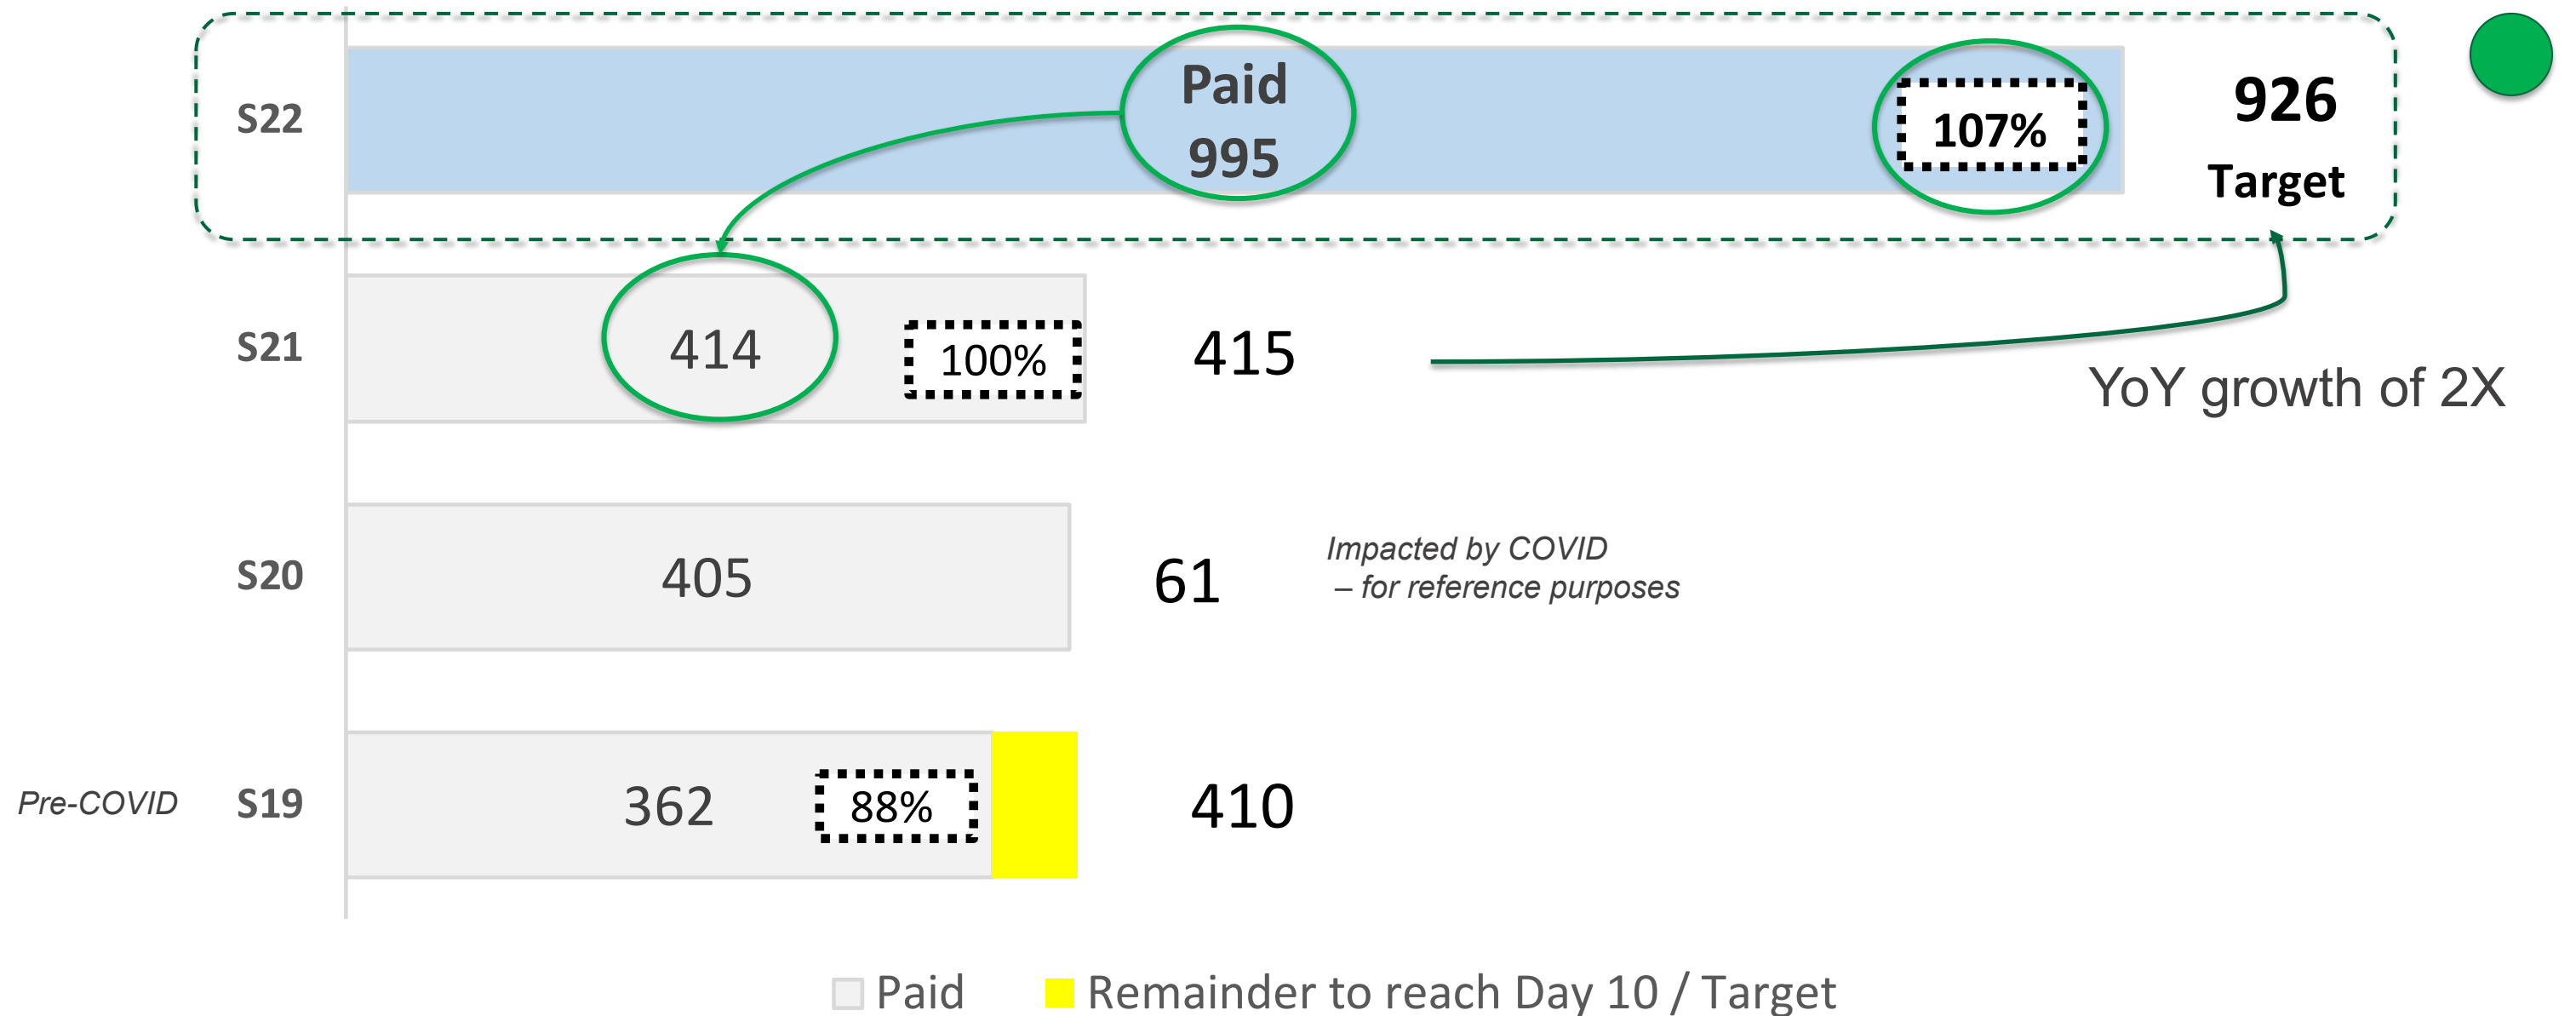 S22
Paid
995
107%
926
Target
S21
414
100%
415
YoY growth of 2X
S20
405
61
Impacted by COVID
– for reference purposes
Pre-COVID
S19
362
88%
410
Paid
Remainder to reach Day 10 / Target